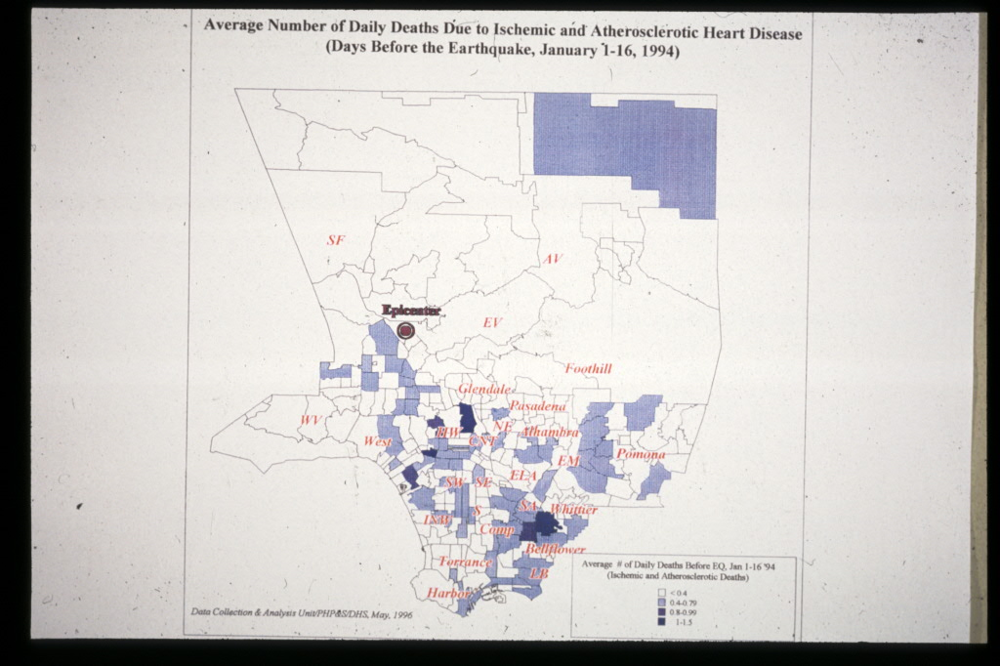 Average Number of Daily Deaths Due to Ischemic and Atherosclerotic Heart Disease
(Days Before the Earthquake, January 1-16, 1994)
SF
AV
Epicenter
EV
Foothill
Glendale
Pasadena
WV
HW
NE
Alhambra
West
CNT
EM
Pomona
SW
SE
ELA
S
SA
Whittier
INW
Comp
Bellflower
Torrance
LB
Harbor
Average # of Daily Deaths Before EQ, Jan 1-16 '94
(Ischemic and Atherosclerotic Deaths)
< 0.4
0.4-0.79
0.8-0.99
1-1.5
Data Collection & Analysis Unit/PHP&S/DHS, May, 1996